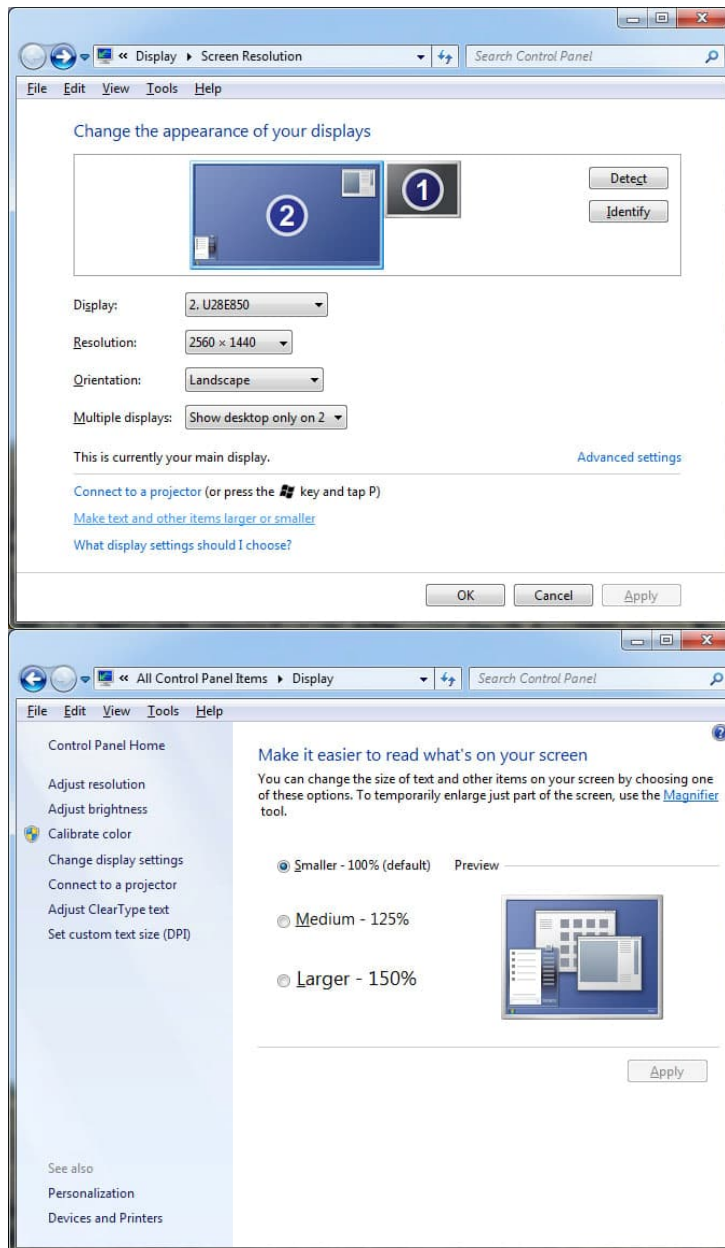 « Display ▸ Screen Resolution
Search Control Panel
File Edit View Tools Help
Change the appearance of your displays
2
1
Detect
Identify
Display: 2. U28E850
Resolution: 2560 × 1440
Orientation: Landscape
Multiple displays: Show desktop only on 2
This is currently your main display.
Advanced settings
Connect to a projector (or press the key and tap P)
Make text and other items larger or smaller
What display settings should I choose?
OK Cancel Apply
« All Control Panel Items ▸ Display
Search Control Panel
File Edit View Tools Help
Control Panel Home
Adjust resolution
Adjust brightness
Calibrate color
Change display settings
Connect to a projector
Adjust ClearType text
Set custom text size (DPI)
See also
Personalization
Devices and Printers
Make it easier to read what's on your screen
You can change the size of text and other items on your screen by choosing one
of these options. To temporarily enlarge just part of the screen, use the Magnifier
tool.
Smaller - 100% (default) Preview
Medium - 125%
Larger - 150%
Apply